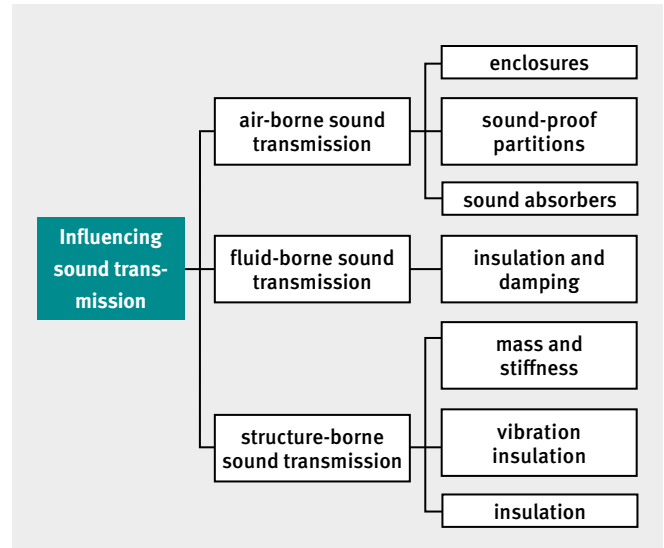 Influencing
sound trans-
mission
air-borne sound
transmission
enclosures
sound-proof
partitions
sound absorbers
fluid-borne sound
transmission
insulation and
damping
structure-borne
sound transmission
mass and
stiffness
vibration
insulation
insulation